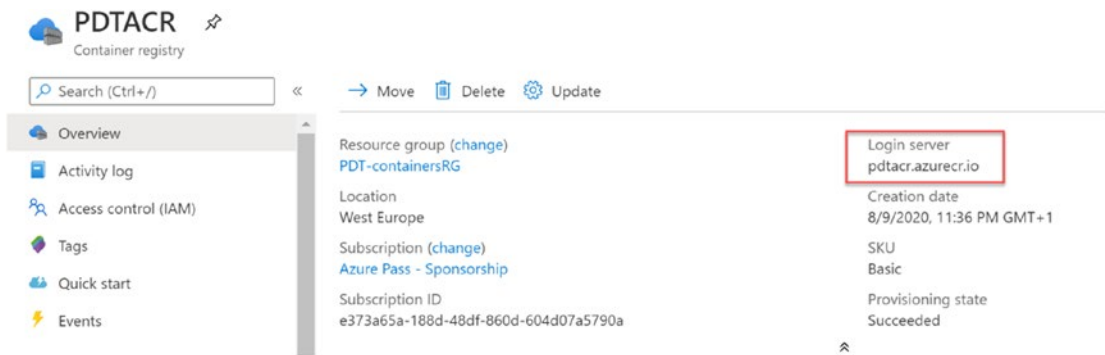 PDTACR
Container registry
Search (Ctrl+/)
«
Move
Delete
Update
Overview
Activity log
Access control (IAM)
Tags
Quick start
Events
Resource group (change)
PDT-containersRG
Location
West Europe
Subscription (change)
Azure Pass - Sponsorship
Subscription ID
e373a65a-188d-48df-860d-604d07a5790a
Login server
pdtacr.azurecr.io
Creation date
8/9/2020, 11:36 PM GMT+1
SKU
Basic
Provisioning state
Succeeded